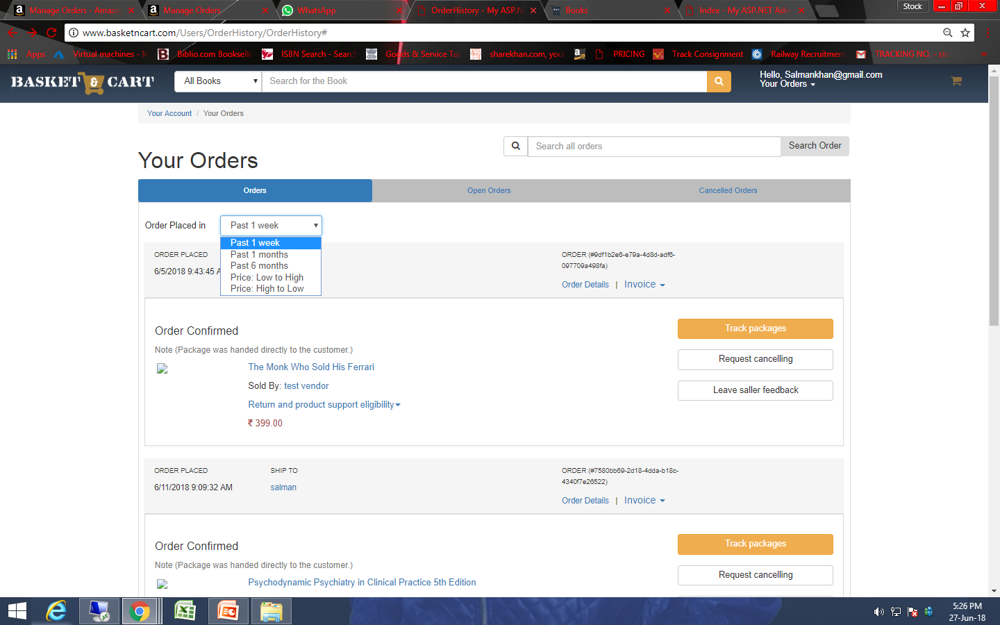 Manage Orders - Amazo
Manage Orders
WhatsApp
OrderHistory - My ASP.N
Books
Index - My ASP.NET Adm
Stock
www.basketncart.com/Users/OrderHistory/OrderHistory#
Apps
Virtual machines - M
Biblio.com Bookselle
ISBN Search - Search
Goods & Service Tax
sharekhan.com, your
PRICING
Track Consignment
Railway Recruitment
TRACKING NO. - sto
BASKET & CART
All Books
Search for the Book
Hello, Salmankhan@gmail.com
Your Orders
Your Account / Your Orders
Your Orders
Search all orders
Search Order
Orders
Open Orders
Cancelled Orders
Order Placed in
Past 1 week
Past 1 week
Past 1 months
Past 6 months
Price: Low to High
Price: High to Low
ORDER PLACED
6/5/2018 9:43:45 A
ORDER (#9df1b2e6-e79a-4d8d-adf6-
097709a498fa)
Order Details | Invoice
Order Confirmed
Note (Package was handed directly to the customer.)
The Monk Who Sold His Ferrari
Sold By: test vendor
Return and product support eligibility
₹ 399.00
Track packages
Request cancelling
Leave saller feedback
ORDER PLACED
SHIP TO
6/11/2018 9:09:32 AM
salman
ORDER (#7580bb69-2d18-4dda-b18c-
4340f7e26522)
Order Details | Invoice
Order Confirmed
Note (Package was handed directly to the customer.)
Psychodynamic Psychiatry in Clinical Practice 5th Edition
Track packages
Request cancelling
5:26 PM
27-Jun-18